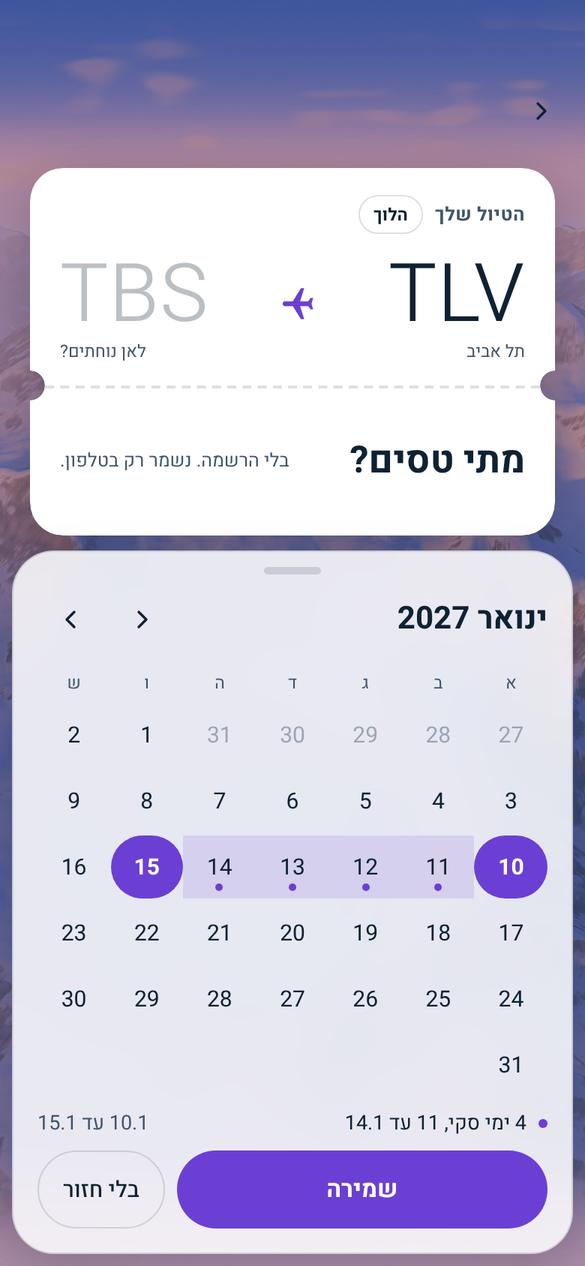 הטיול שלך הלוך
TLV TBS
תל אביב לאן נוחתים?
מתי טסים? בלי הרשמה. נשמר רק בטלפון.
ינואר 2027
א ב ג ד ה ו ש
27 28 29 30 31 1 2
3 4 5 6 7 8 9
10 11 12 13 14 15 16
17 18 19 20 21 22 23
24 25 26 27 28 29 30
31
4 ימי סקי, 11 עד 14.1 10.1 עד 15.1
שמירה בלי חזור